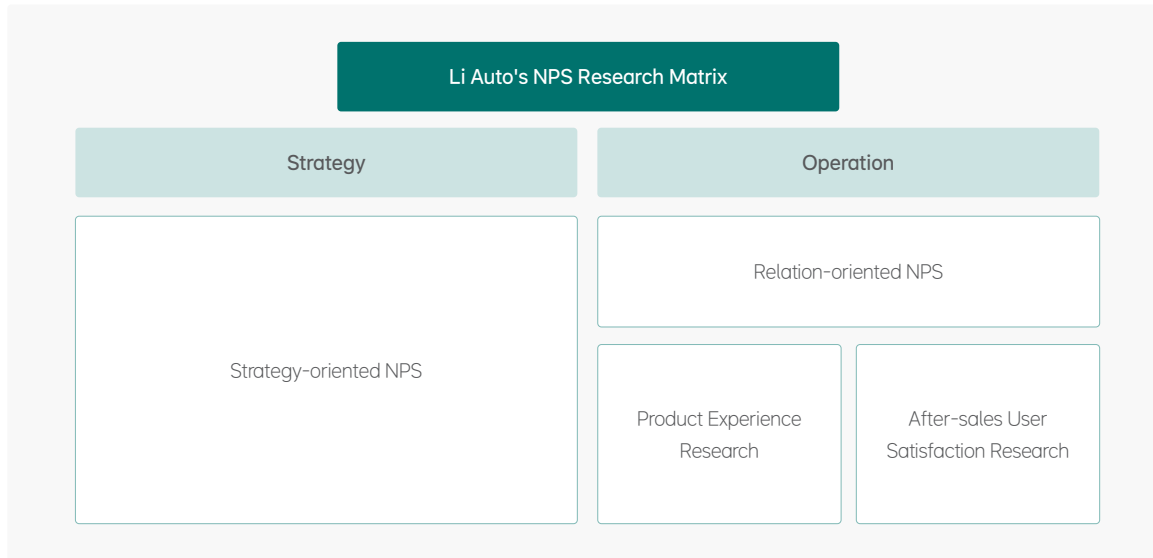 Li Auto's NPS Research Matrix
Strategy
Operation
Strategy-oriented NPS
Relation-oriented NPS
Product Experience
Research
After-sales User
Satisfaction Research